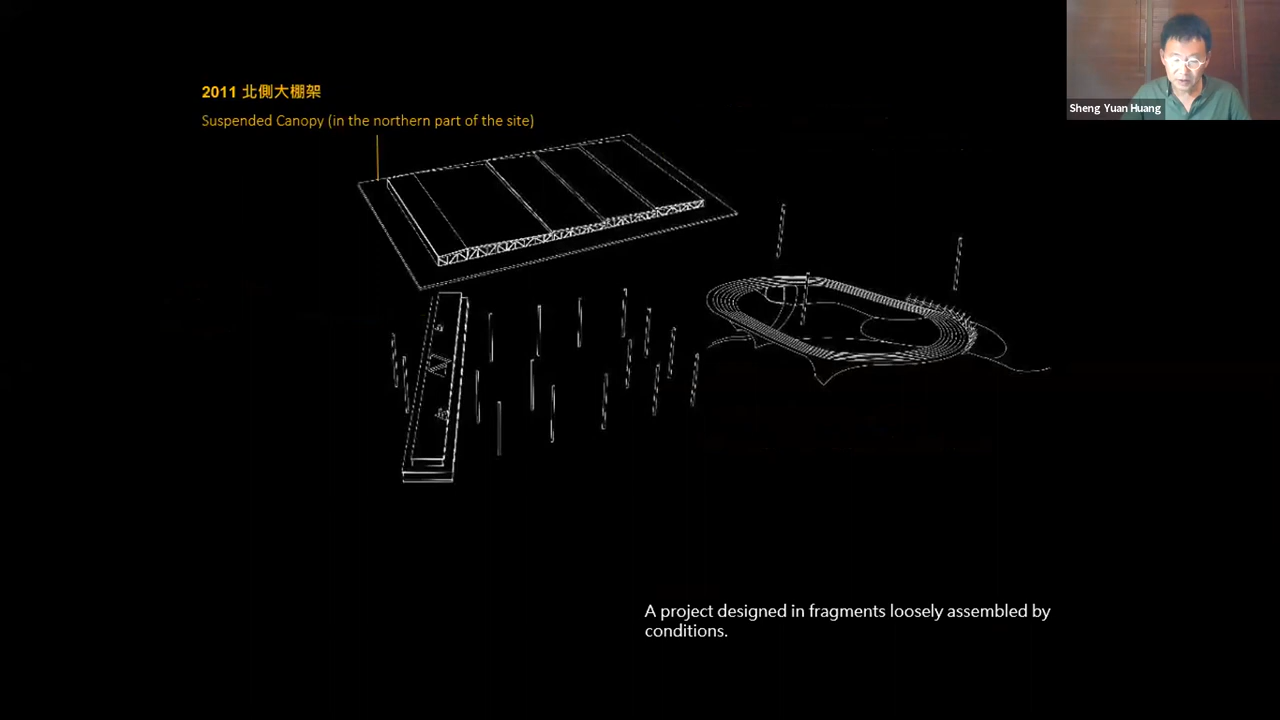 2011 北側大棚架
Suspended Canopy (in the northern part of the site)
Sheng Yuan Huang
A project designed in fragments loosely assembled by
conditions.